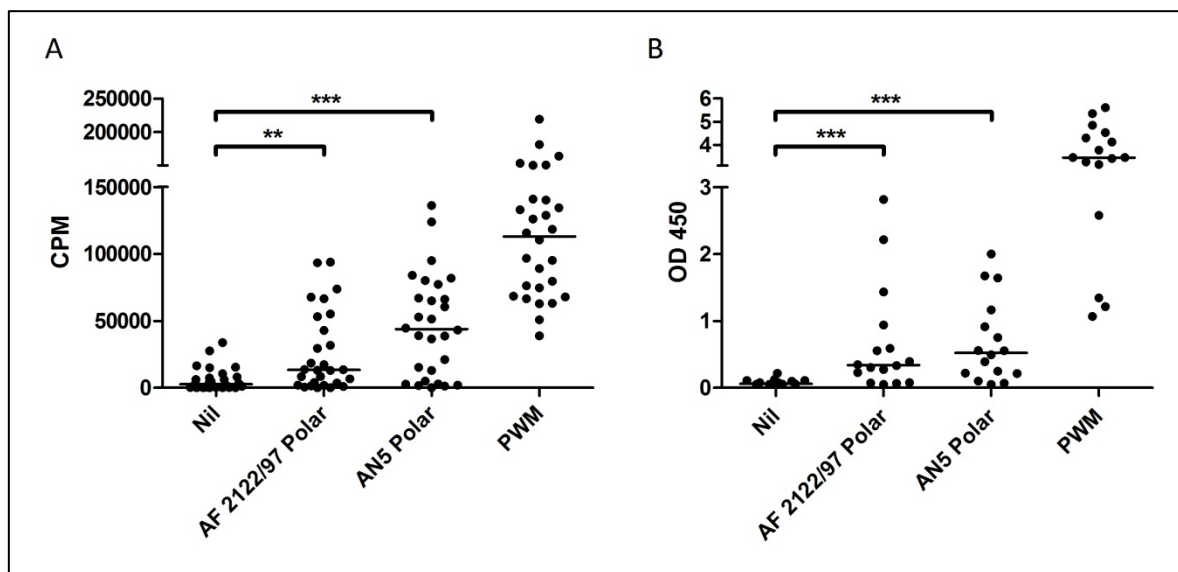 A
CPM
250000
200000
150000
100000
50000
0
***
**
Nil
AF 2122/97 Polar
AN5 Polar
PWM
B
OD 450
6
5
4
3
2
1
0
***
***
Nil
AF 2122/97 Polar
AN5 Polar
PWM